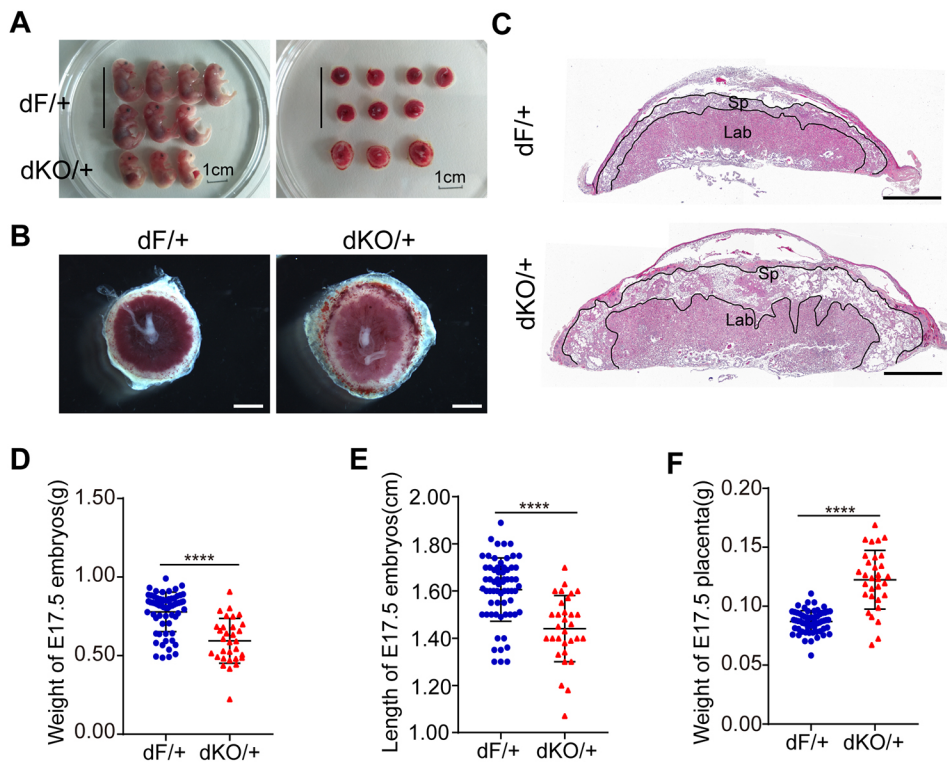 A
dF/+
dKO/+
1cm
1cm
B
dF/+
dKO/+
C
dF/+
Sp
Lab
dKO/+
Sp
Lab
D
Weight of E17.5 embryos(g)
1.50
1.00
0.50
0.00
****
dF/+
dKO/+
E
Length of E17.5 embryos(cm)
2.00
1.80
1.60
1.40
1.20
1.00
****
dF/+
dKO/+
F
Weight of E17.5 placenta(g)
0.20
0.15
0.10
0.05
0.00
****
dF/+
dKO/+